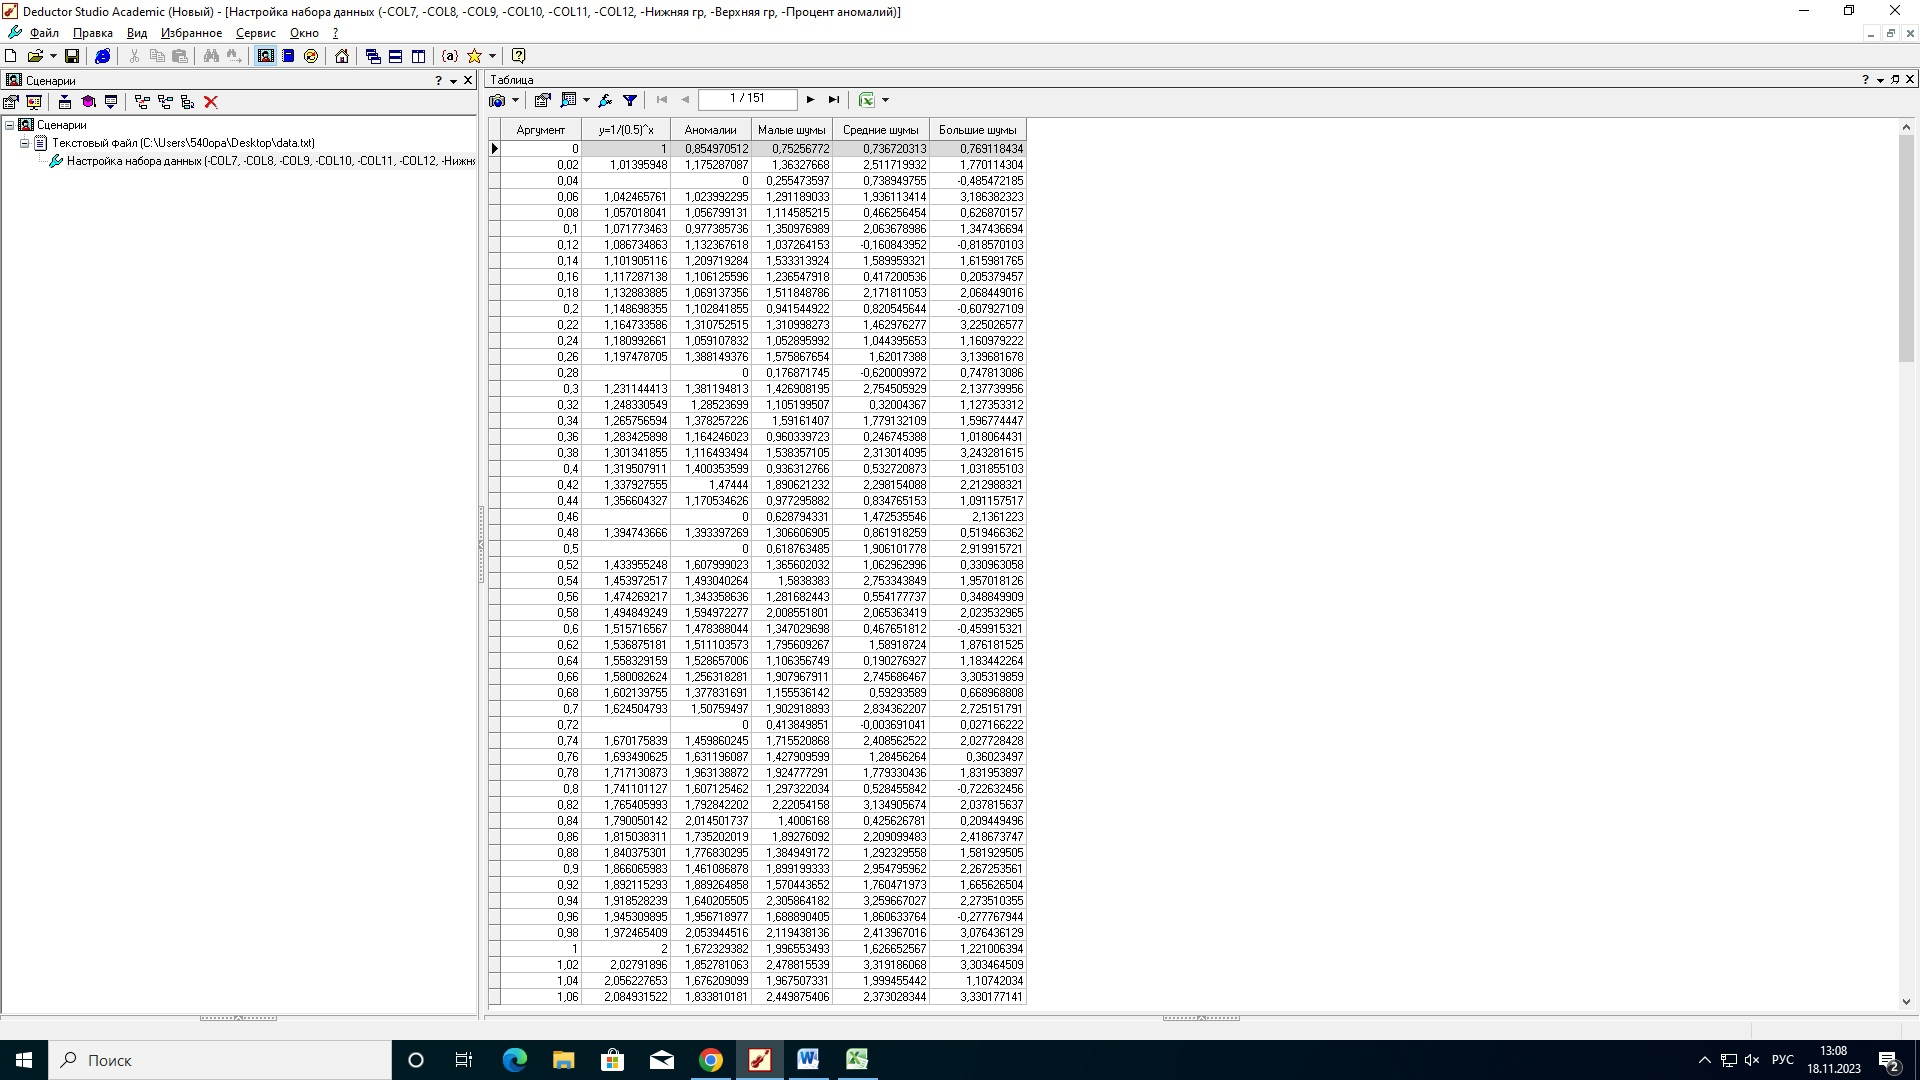 Deductor Studio Academic (Новый) - [Настройка набора данных (-COL7, -COL8, -COL9, -COL10, -COL11, -COL12, -Нижняя гр, -Верхняя гр, -Процент аномалий)]
Файл Правка Вид Избранное Сервис Окно ?
Сценарии
Таблица
1 / 151
Сценарии
Текстовый файл (C:\Users\540opa\Desktop\data.txt)
Настройка набора данных (-COL7, -COL8, -COL9, -COL10, -COL11, -COL12, -Нижн
Аргумент y=1/(0.5)^x Аномалии Малые шумы Средние шумы Большие шумы
0 1 0,854970512 0,75256772 0,736720313 0,769118434
0,02 1,01395948 1,175287087 1,36327668 2,511719932 1,770114304
0,04 0 0,255473597 0,738949755 -0,485472185
0,06 1,042465761 1,023992295 1,291189033 1,936113414 3,186382323
0,08 1,057018041 1,056799131 1,114585215 0,466256454 0,626870157
0,1 1,071773463 0,977385736 1,350976989 2,063678986 1,347436694
0,12 1,086734863 1,132367618 1,037264153 -0,160843952 -0,818570103
0,14 1,101905116 1,209719284 1,533313924 1,589959321 1,615981765
0,16 1,117287138 1,106125596 1,236547918 0,417200536 0,205379457
0,18 1,132883885 1,069137356 1,511848786 2,171811053 2,068449016
0,2 1,148698355 1,102841855 0,941544922 0,820545644 -0,607927109
0,22 1,164733586 1,310752515 1,310998273 1,462976277 3,225026577
0,24 1,180992661 1,059107832 1,052895992 1,044395653 1,160979222
0,26 1,197478705 1,388149376 1,575867654 1,62017388 3,139681678
0,28 0 0,176871745 -0,620009972 0,747813086
0,3 1,231144413 1,381194813 1,426908195 2,754505929 2,137739956
0,32 1,248330549 1,28523699 1,105199507 0,32004367 1,127353312
0,34 1,265756594 1,378257226 1,59161407 1,779132109 1,596774447
0,36 1,283425898 1,164246023 0,960339723 0,246745388 1,018064431
0,38 1,301341855 1,116493494 1,538357105 2,313014095 3,243281615
0,4 1,319507911 1,400353599 0,936312766 0,532720873 1,031855103
0,42 1,337927555 1,47444 1,890621232 2,298154088 2,212988321
0,44 1,356604327 1,170534626 0,977295882 0,834765153 1,091157517
0,46 0 0,628794331 1,472535546 2,1361223
0,48 1,394743666 1,393397269 1,306606905 0,861918259 0,519466362
0,5 0 0,618763485 1,906101778 2,919915721
0,52 1,433955248 1,607999023 1,365602032 1,062962996 0,330963058
0,54 1,453972517 1,493040264 1,5838383 2,753343849 1,957018126
0,56 1,474269217 1,343358636 1,281682443 0,554177737 0,348849909
0,58 1,494849249 1,594972277 2,008551801 2,065363419 2,023532965
0,6 1,515716567 1,478388044 1,347029698 0,467651812 -0,459915321
0,62 1,536875181 1,511103573 1,795609267 1,58918724 1,876181525
0,64 1,558329159 1,528657006 1,106356749 0,190276927 1,183442264
0,66 1,580082624 1,256318281 1,907967911 2,745686467 3,305319859
0,68 1,602139755 1,377831691 1,155536142 0,59293589 0,668968808
0,7 1,624504793 1,50759497 1,902918893 2,834362207 2,725151791
0,72 0 0,413849851 -0,003691041 0,027166222
0,74 1,670175839 1,459860245 1,715520868 2,408562522 2,027728428
0,76 1,693490625 1,631196087 1,427909599 1,28456264 0,36023497
0,78 1,717130873 1,963138872 1,924777291 1,779330436 1,831953897
0,8 1,741101127 1,607125462 1,297322034 0,528455842 -0,722632456
0,82 1,765405993 1,792842202 2,22054158 3,134905674 2,037815637
0,84 1,790050142 2,014501737 1,4006168 0,425626781 0,209449496
0,86 1,815038311 1,735202019 1,89276092 2,209099483 2,418673747
0,88 1,840375301 1,776830295 1,384949172 1,292329558 1,581929505
0,9 1,866065983 1,461086878 1,899199333 2,954795962 2,267253561
0,92 1,892115293 1,889264858 1,570443652 1,760471973 1,665626504
0,94 1,918528239 1,640205505 2,305864182 3,259667027 2,273510355
0,96 1,945309895 1,956718977 1,688890405 1,860633764 -0,277767944
0,98 1,972465409 2,053944516 2,119438136 2,413967016 3,076436129
1 2 1,672329382 1,996553493 1,626652567 1,221006394
1,02 2,02791896 1,852781063 2,478815539 3,319186068 3,303464509
1,04 2,056227653 1,676209099 1,967507331 1,999455442 1,10742034
1,06 2,084931522 1,833810181 2,449875406 2,373028344 3,330177141
Поиск
РУС
13:08
18.11.2023
2